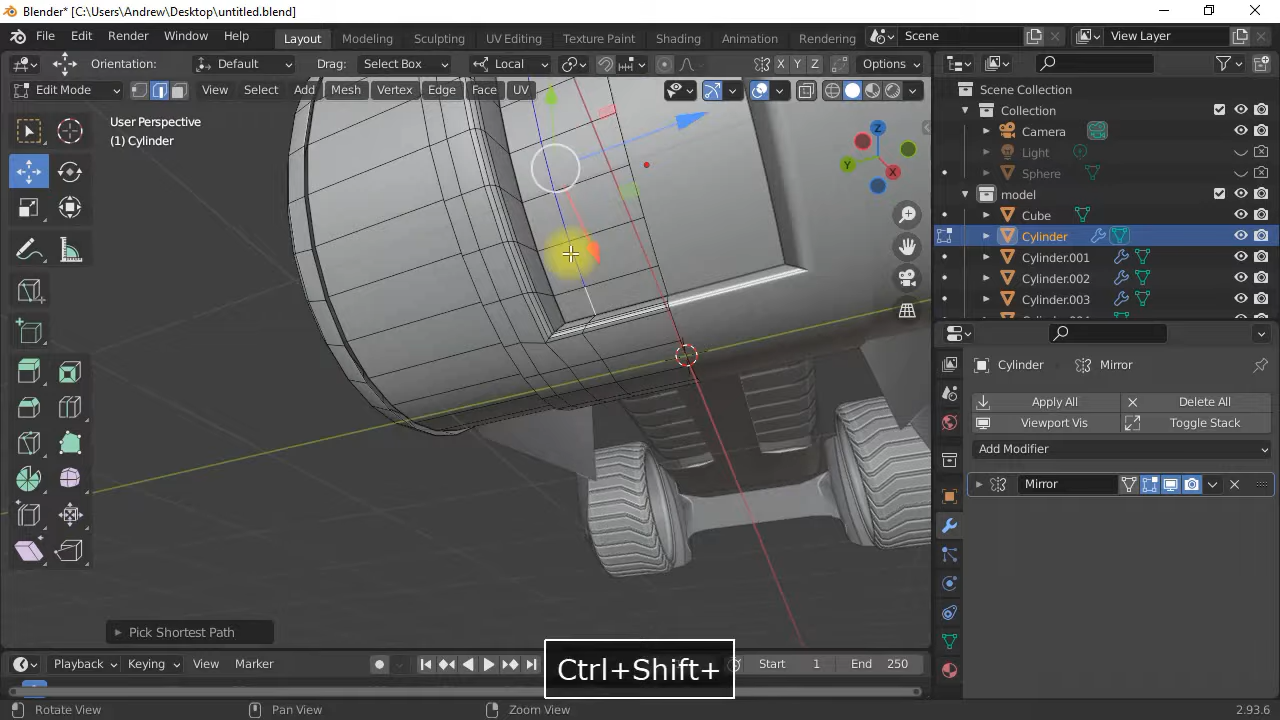 Blender* [C:\Users\Andrew\Desktop\untitled.blend]
File Edit Render Window Help Layout Modeling Sculpting UV Editing Texture Paint Shading Animation Rendering Scene View Layer
Orientation: Default Drag: Select Box Local X Y Z Options
Edit Mode View Select Add Mesh Vertex Edge Face UV
User Perspective
(1) Cylinder
Z
Y
X
Scene Collection
Collection
Camera
Light
Sphere
model
Cube
Cylinder
Cylinder.001
Cylinder.002
Cylinder.003
Cylinder Mirror
Apply All Delete All
Viewport Vis Toggle Stack
Add Modifier
Mirror
Pick Shortest Path
Ctrl+Shift+
Playback Keying View Marker Start 1 End 250
Rotate View Pan View Zoom View 2.93.6